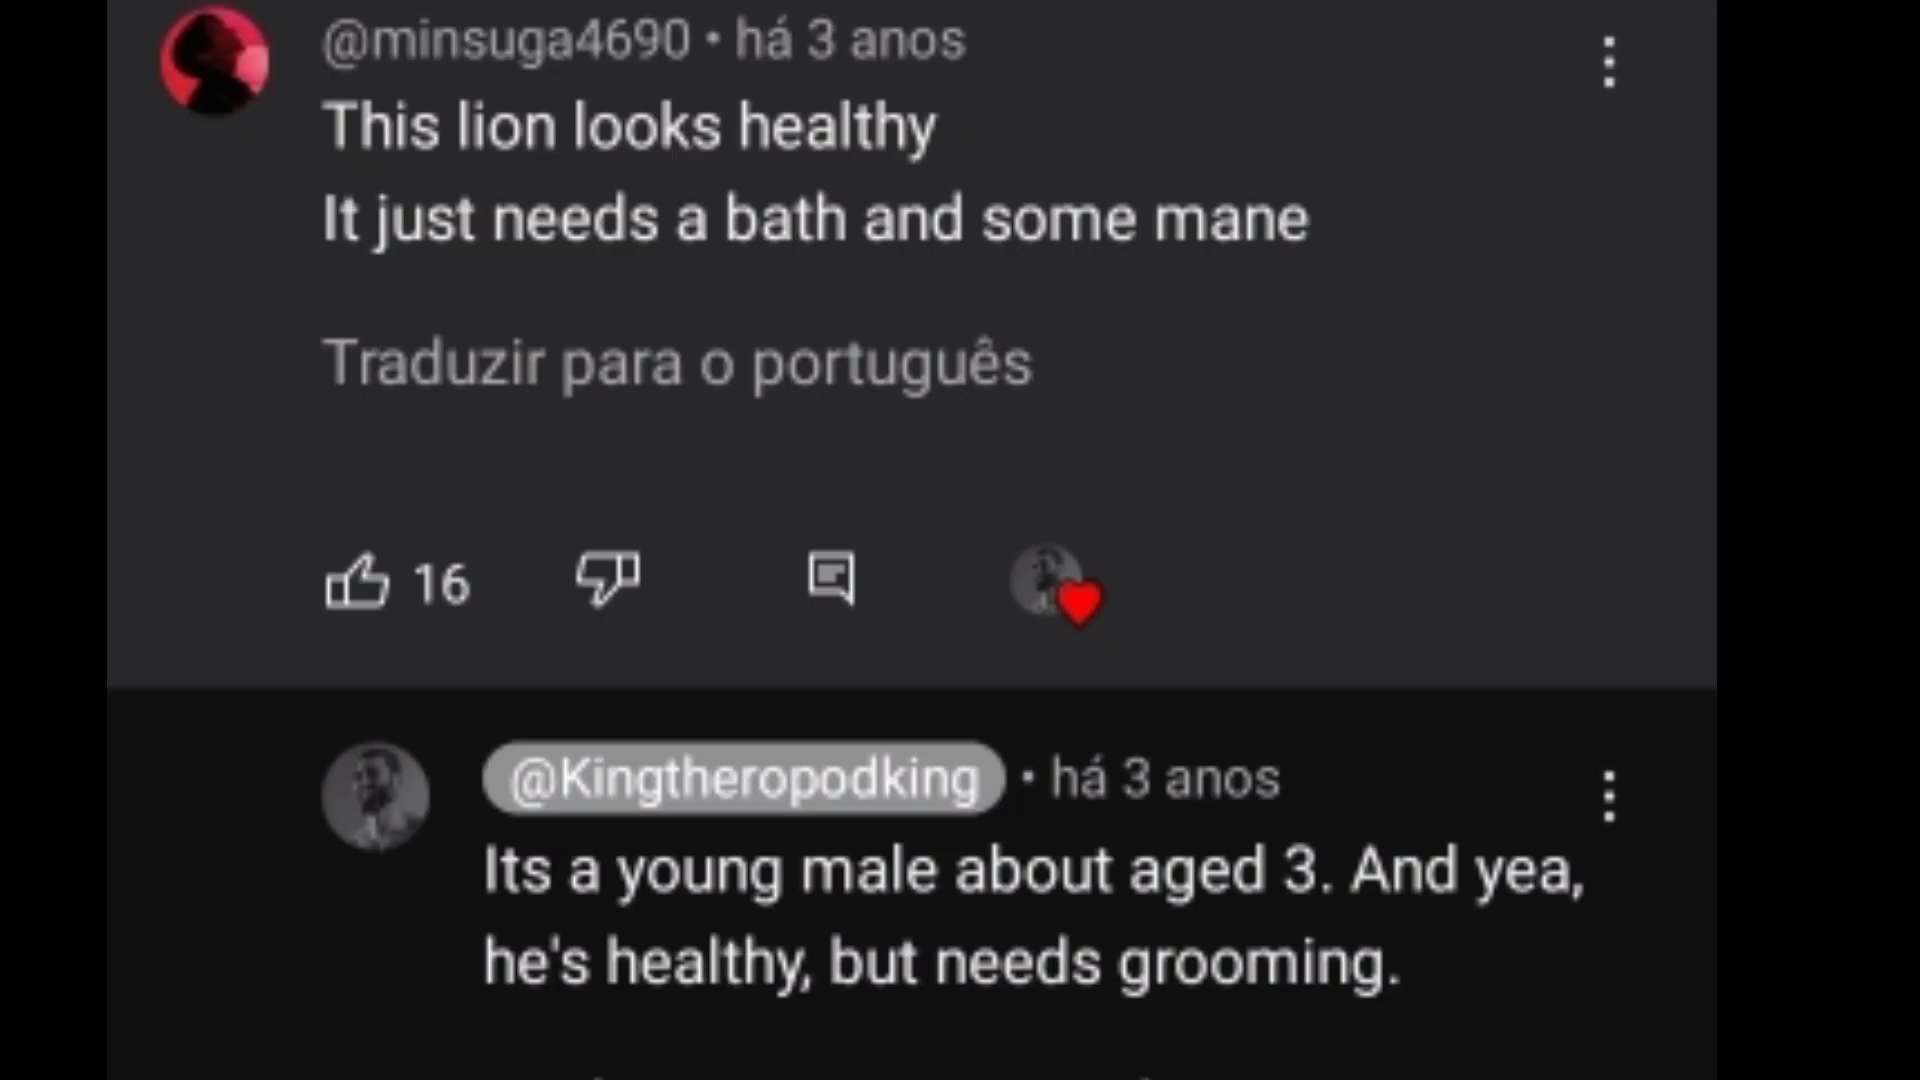 @minsuga4690 • há 3 anos
This lion looks healthy
It just needs a bath and some mane
Traduzir para o português
16
@Kingtheropodking • há 3 anos
Its a young male about aged 3. And yea,
he's healthy, but needs grooming.